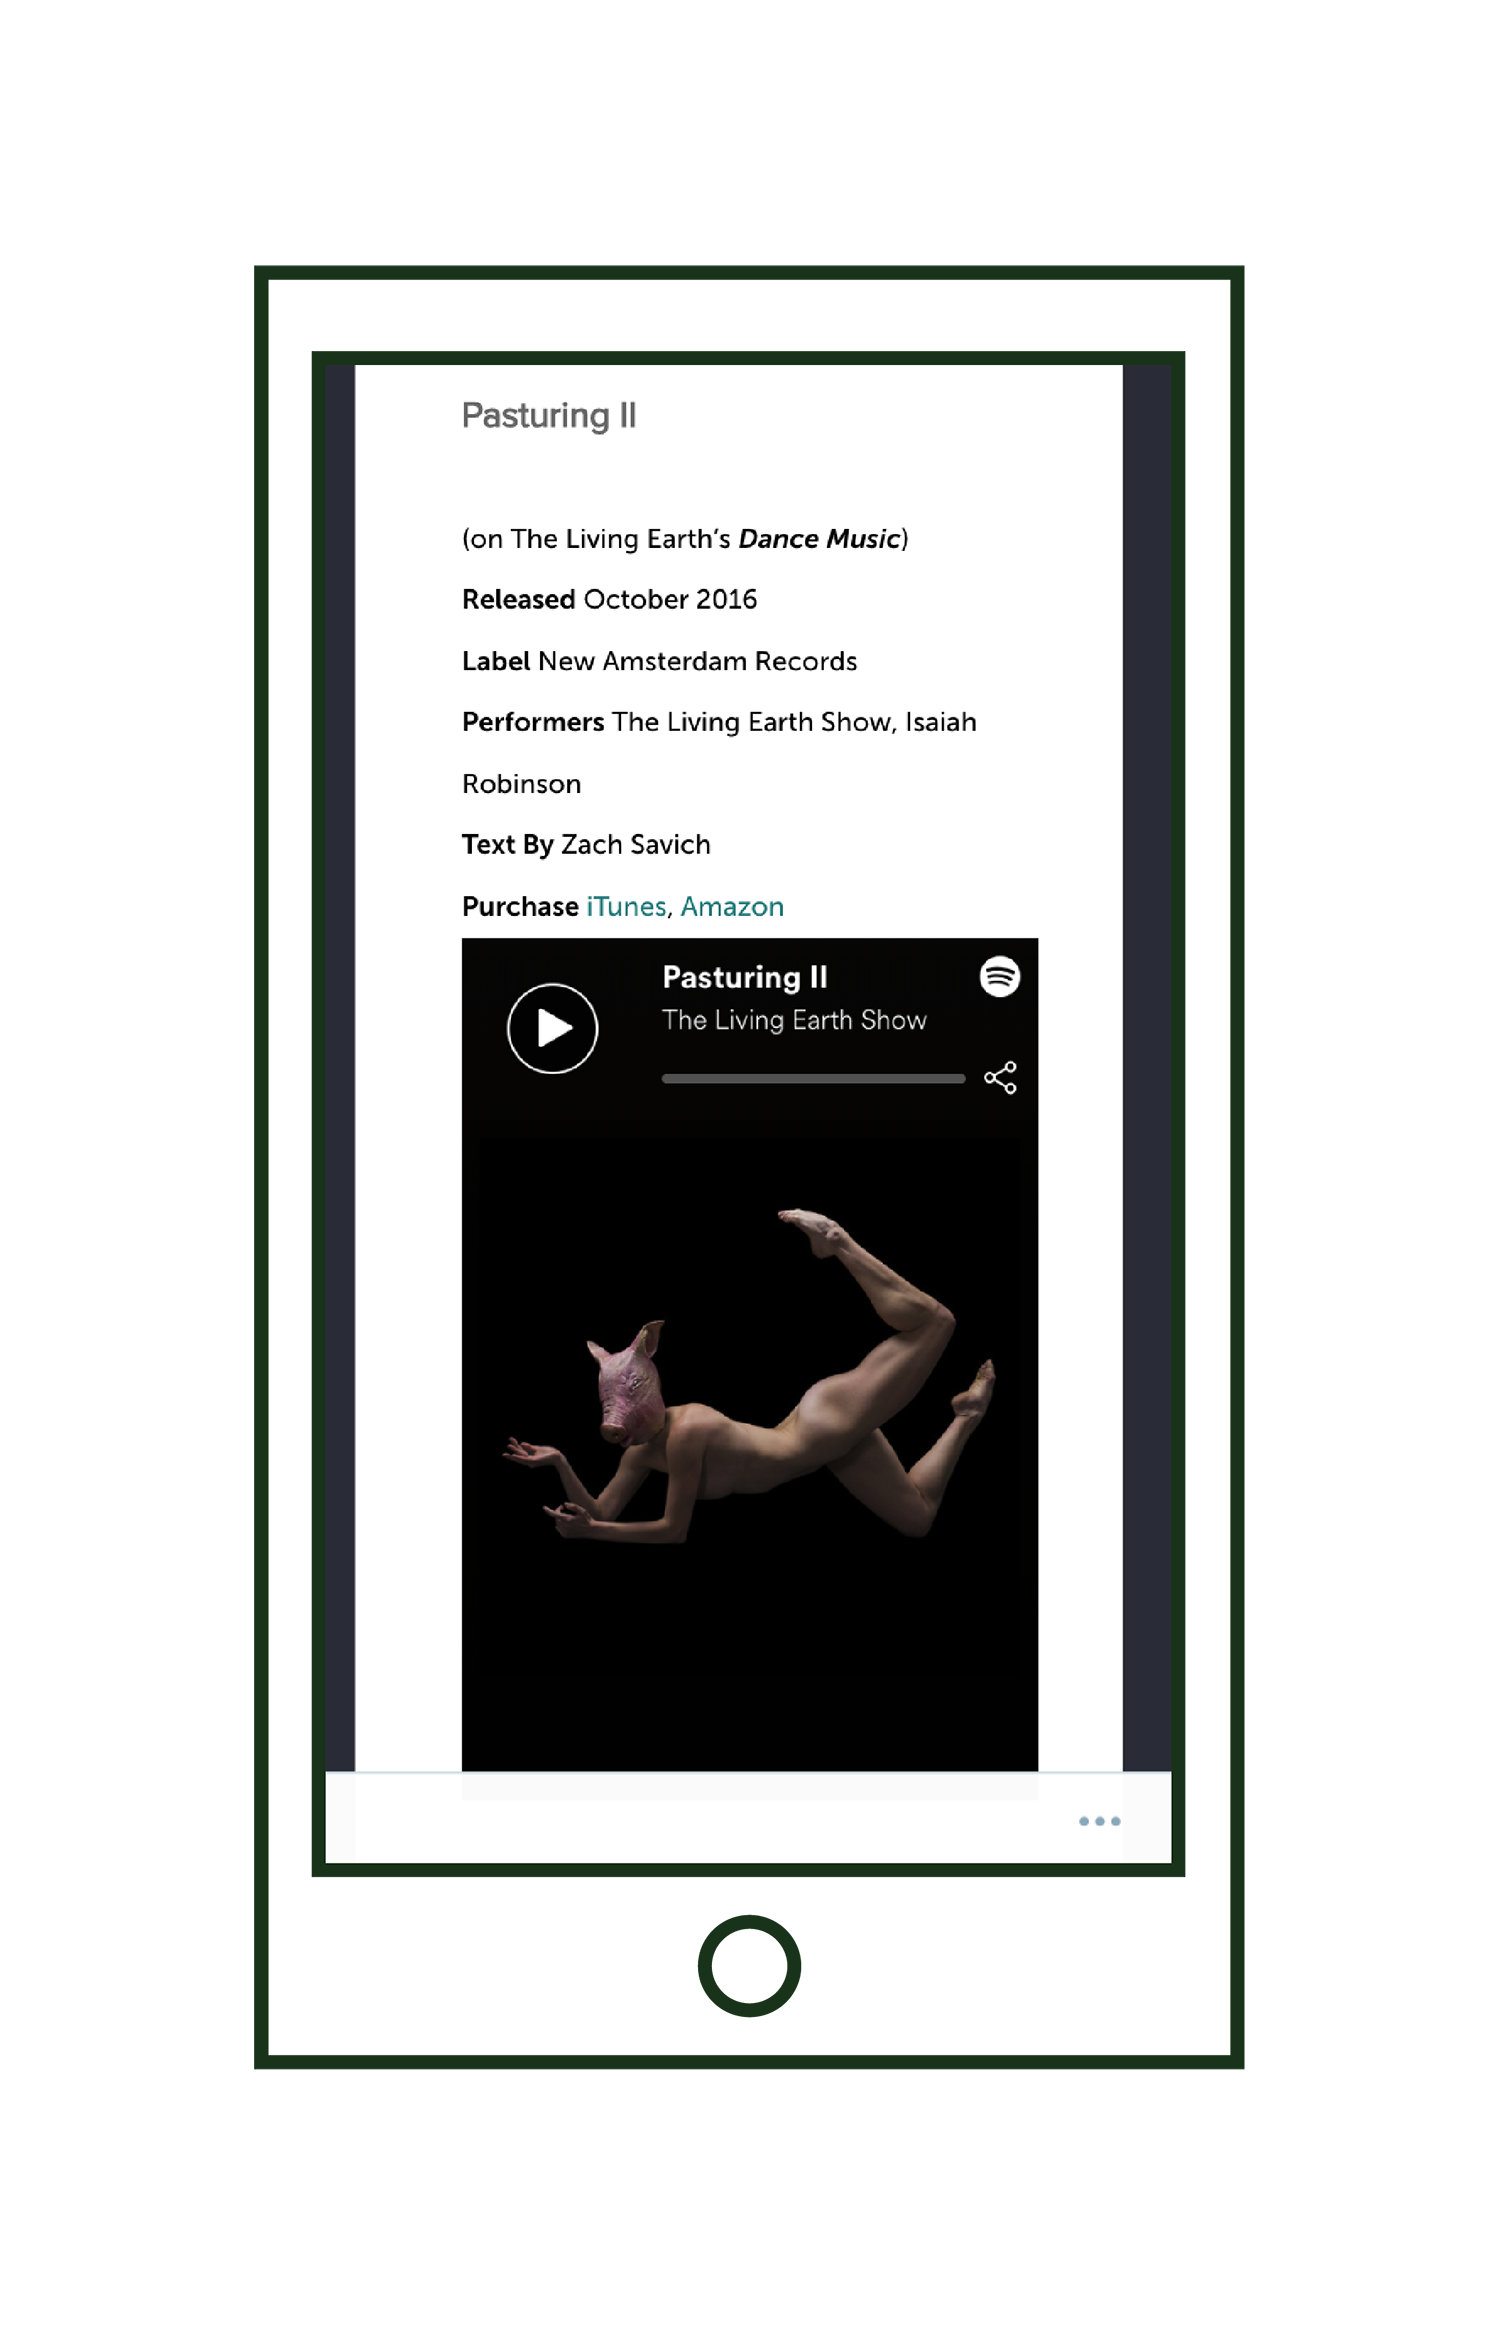 Pasturing II
(on The Living Earth’s Dance Music)
Released October 2016
Label New Amsterdam Records
Performers The Living Earth Show, Isaiah
Robinson
Text By Zach Savich
Purchase iTunes, Amazon
Pasturing II
The Living Earth Show